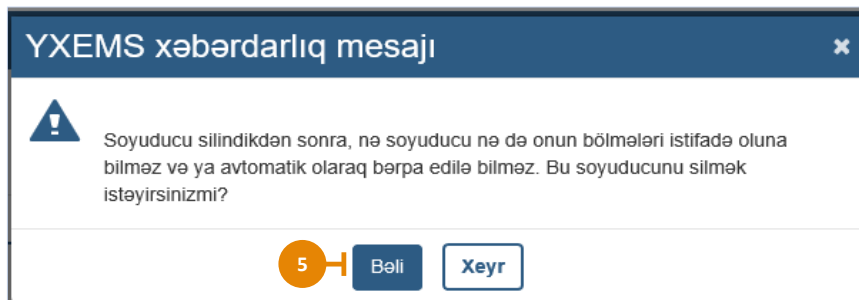 YXEMS xəbərdarlıq mesajı
Soyuducu silindikdən sonra, nə soyuducu nə də onun bölmələri istifadə oluna
bilməz və ya avtomatik olaraq bərpa edilə bilməz. Bu soyuducunu silmək
istəyirsinizmi?
5 Bəli Xeyr